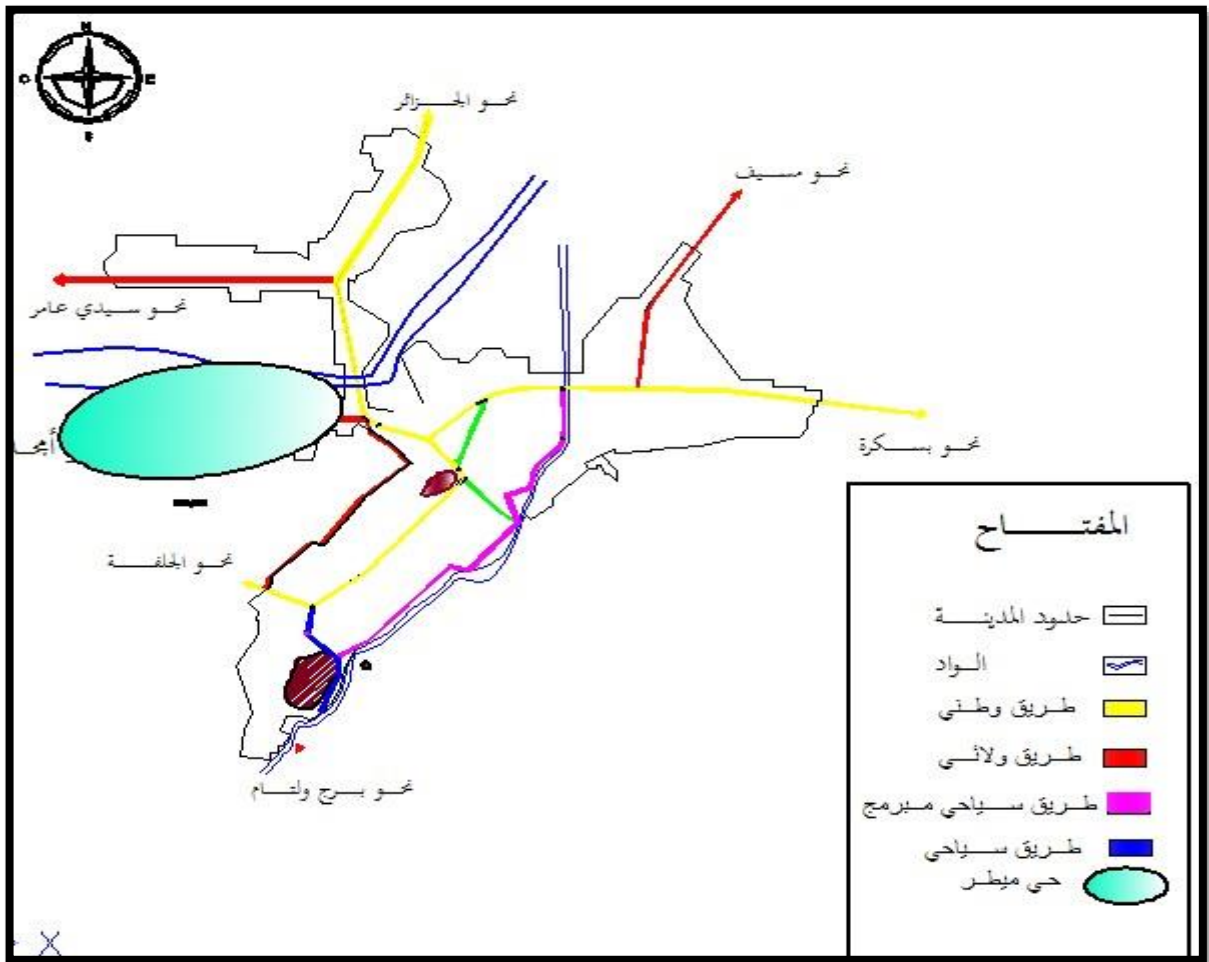 N
O
E
S
نحو الجزائر
نحو مسيف
نحو سيدي عامر
نحو بسكرة
نحو الجلفة
نحو برج ولتام
المفتاح
حدود المدينة
الواد
طريق وطني
طريق ولائي
طريق سياحي مبرمج
طريق سياحي
حي ميطر
X